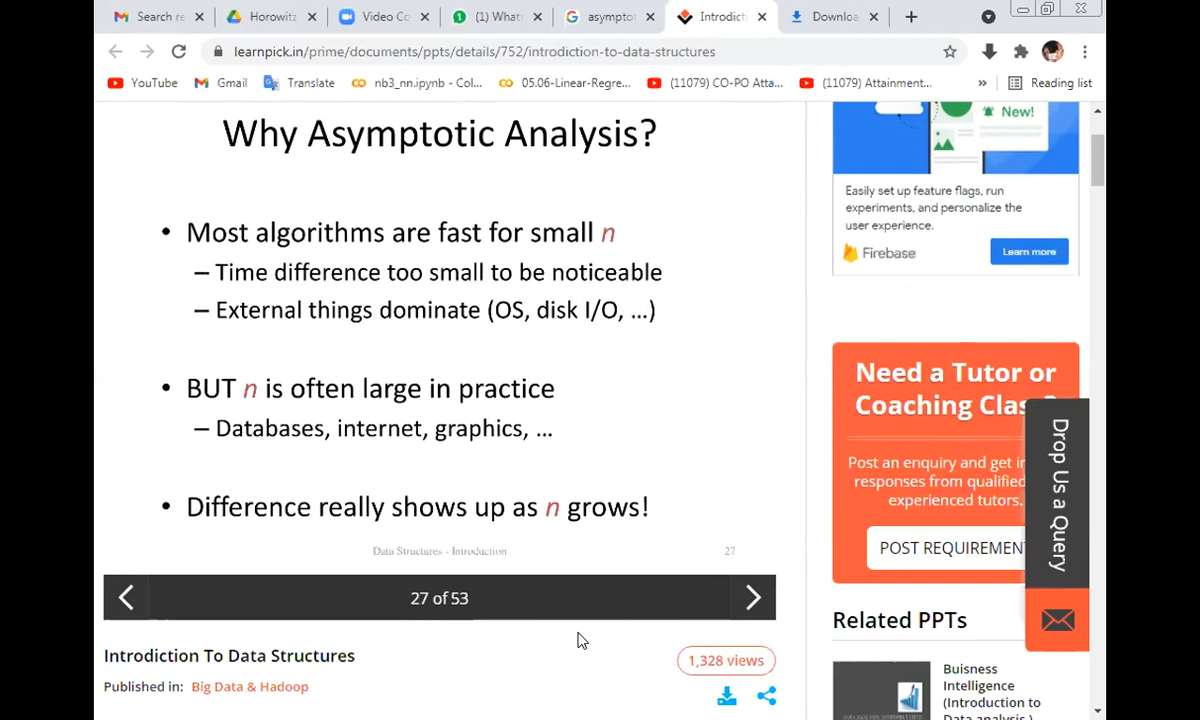 Search re
Horowitz
Video Co
(1) What
asympto
Introdict
Downloa
learnpick.in/prime/documents/ppts/details/752/introdiction-to-data-structures
YouTube
Gmail
Translate
nb3_nn.ipynb - Col...
05.06-Linear-Regre...
(11079) CO-PO Atta...
(11079) Attainment...
»
Reading list
Why Asymptotic Analysis?
• Most algorithms are fast for small n
– Time difference too small to be noticeable
– External things dominate (OS, disk I/O, ...)
• BUT n is often large in practice
– Databases, internet, graphics, ...
• Difference really shows up as n grows!
Data Structures - Introduction
27
27 of 53
Introdiction To Data Structures
1,328 views
Published in: Big Data & Hadoop
New!
Easily set up feature flags, run
experiments, and personalize the
user experience.
Firebase
Learn more
Need a Tutor or
Coaching Clas
Post an enquiry and get in
responses from qualified
experienced tutors.
POST REQUIREMEN
Drop Us a Query
Related PPTs
Buisness
Intelligence
(Introduction to
Data analysis )